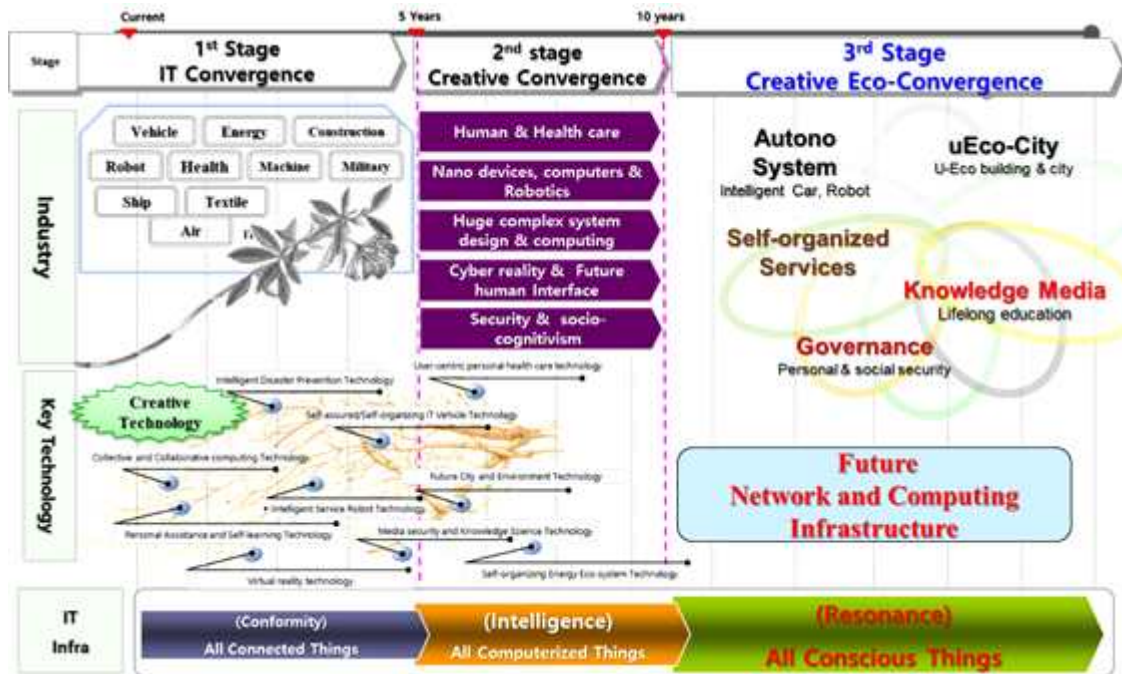 Current
5 Years
10 years
Stage
1st Stage
IT Convergence
2nd stage
Creative Convergence
3rd Stage
Creative Eco-Convergence
Industry
Vehicle
Energy
Construction
Robot
Health
Machine
Military
Ship
Textile
Air
Human & Health care
Nano devices, computers &
Robotics
Huge complex system
design & computing
Cyber reality & Future
human Interface
Security & socio-
cognitivism
Autono
System
Intelligent Car, Robot
uEco-City
U-Eco building & city
Self-organized
Services
Knowledge Media
Lifelong education
Governance
Personal & social security
Key Technology
Creative
Technology
Intelligent Disaster Prevention Technology
User-centric personal health care technology
Self-assured/Self-organizing IT Vehicle Technology
Collective and Collaborative computing Technology
Future City and Environment Technology
Intelligent Service Robot Technology
Personal Assistance and Self-learning Technology
Media security and Knowledge Science Technology
Virtual reality technology
Self-organizing Energy Eco system Technology
Future
Network and Computing
Infrastructure
IT
Infra
(Conformity)
All Connected Things
(Intelligence)
All Computerized Things
(Resonance)
All Conscious Things